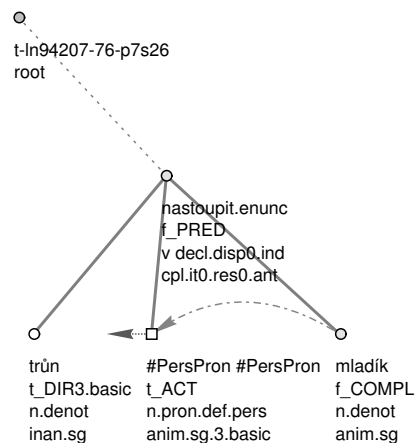 t-ln94207-76-p7s26
root
nastoupit.enunc
f_PRED
v decl.disp0.ind
cpl.it0.res0.ant
trůn
t_DIR3.basic
n.denot
inan.sg
#PersPron #PersPron
t_ACT
n.pron.def.pers
anim.sg.3.basic
mladík
f_COMPL
n.denot
anim.sg